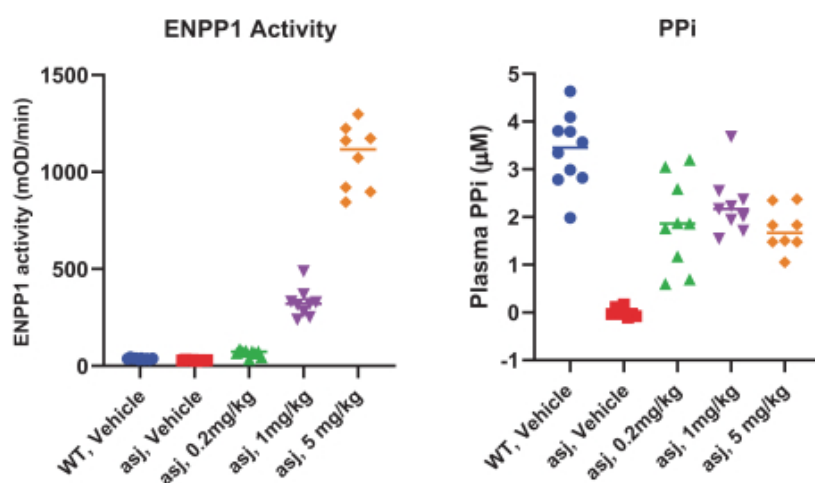 ENPP1 Activity
ENPP1 activity (mOD/min)
1500
1000
500
0
WT, Vehicle
asj, Vehicle
asj, 0.2mg/kg
asj, 1mg/kg
asj, 5 mg/kg
PPi
Plasma PPi (μM)
5
4
3
2
1
0
-1
WT, Vehicle
asj, Vehicle
asj, 0.2mg/kg
asj, 1mg/kg
asj, 5 mg/kg